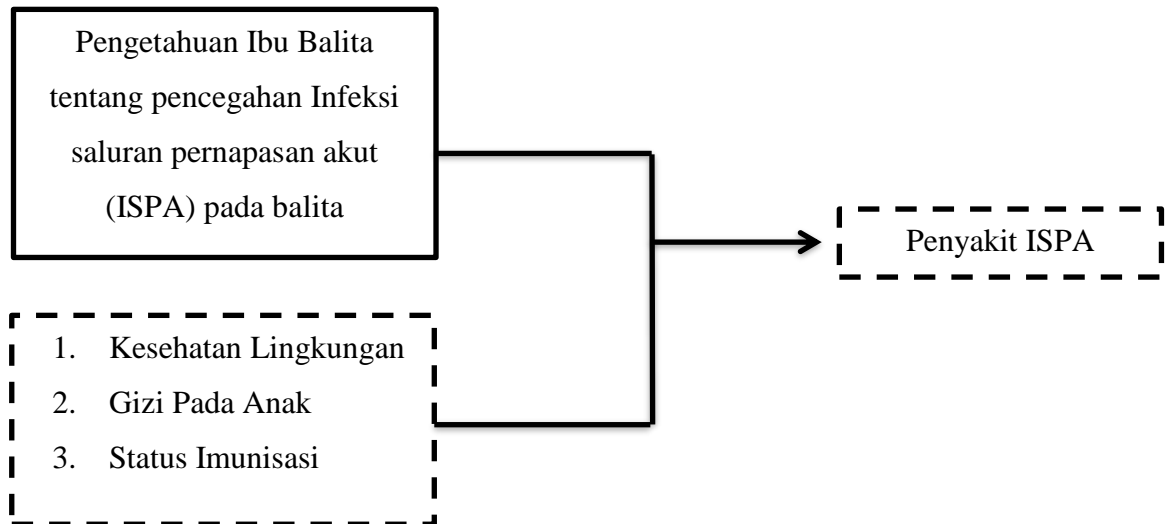 Pengetahuan Ibu Balita
tentang pencegahan Infeksi
saluran pernapasan akut
(ISPA) pada balita
Penyakit ISPA
1. Kesehatan Lingkungan
2. Gizi Pada Anak
3. Status Imunisasi